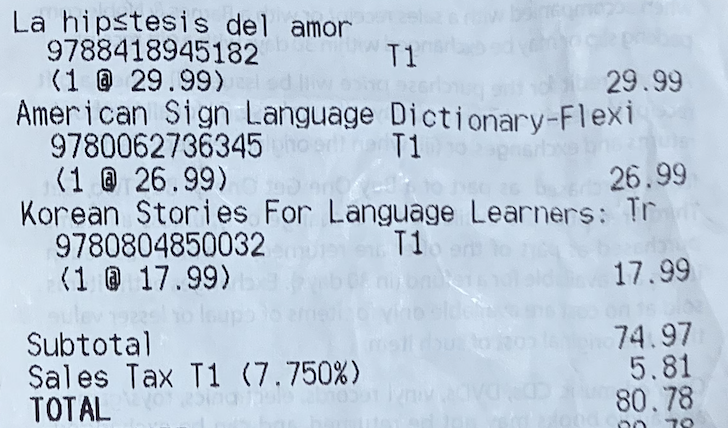 La hip≤tesis del amor
9788418945182 T1
(1 @ 29.99) 29.99
American Sign Language Dictionary-Flexi
9780062736345 T1
(1 @ 26.99) 26.99
Korean Stories For Language Learners: Tr
9780804850032 T1
(1 @ 17.99) 17.99
Subtotal 74.97
Sales Tax T1 (7.750%) 5.81
TOTAL 80.78